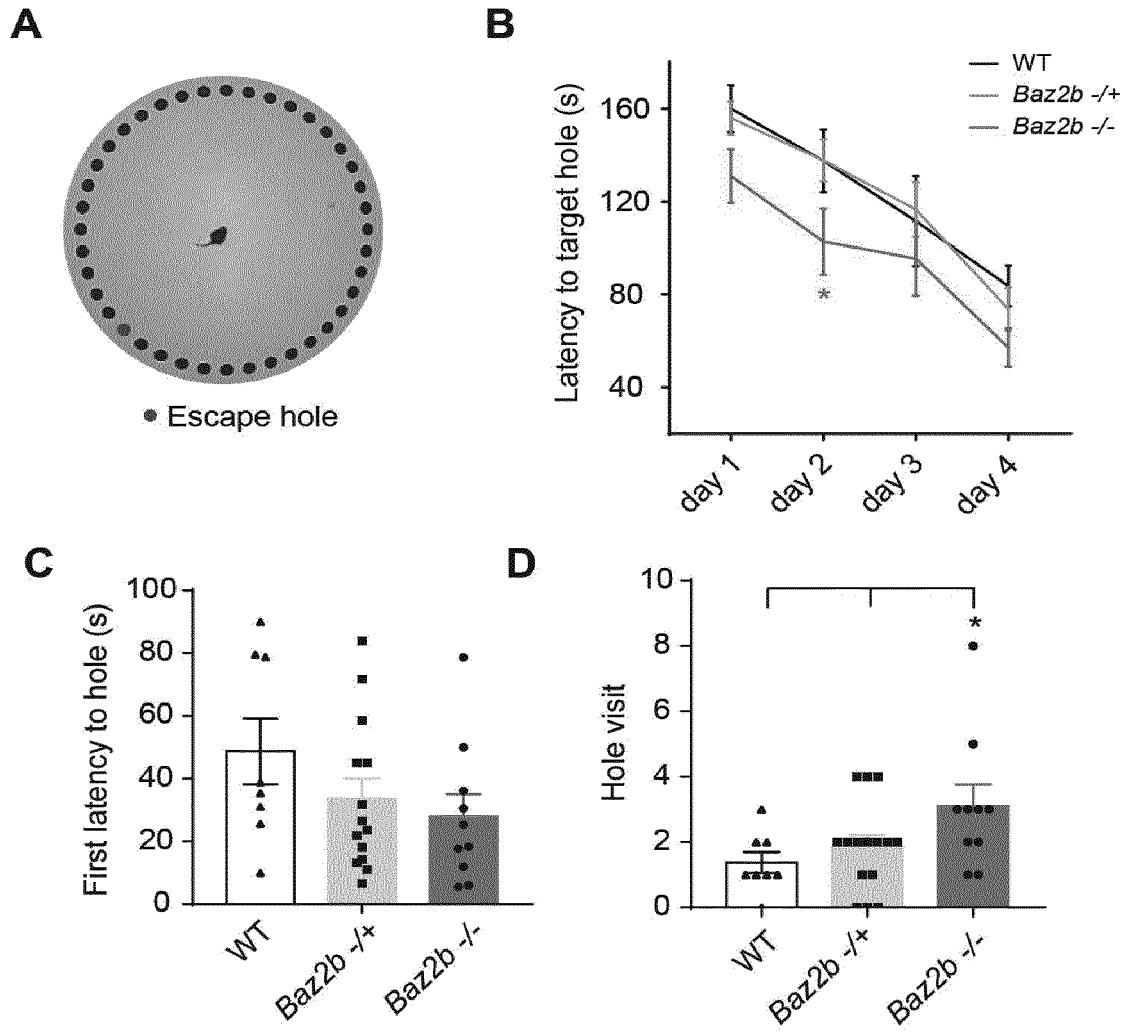 A
Escape hole
B
Latency to target hole (s)
160
120
80
40
WT
Baz2b -/+
Baz2b -/-
*
day 1
day 2
day 3
day 4
C
First latency to hole (s)
100
80
60
40
20
0
WT
Baz2b -/+
Baz2b -/-
D
Hole visit
10
8
6
4
2
0
*
WT
Baz2b -/+
Baz2b -/-